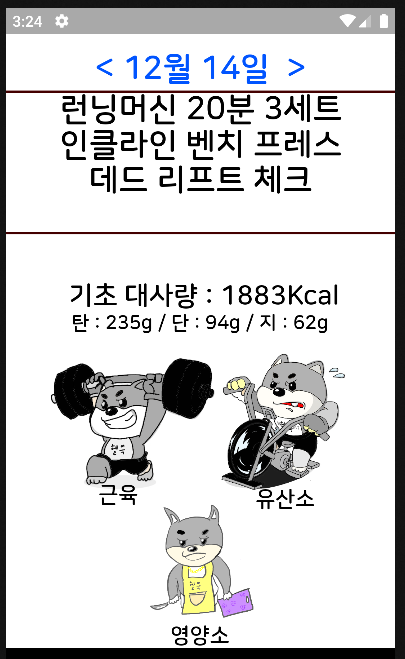 3:24
< 12월 14일 >
런닝머신 20분 3세트
인클라인 벤치 프레스
데드 리프트 체크
기초 대사량 : 1883Kcal
탄 : 235g / 단 : 94g / 지 : 62g
근육
유산소
영양소